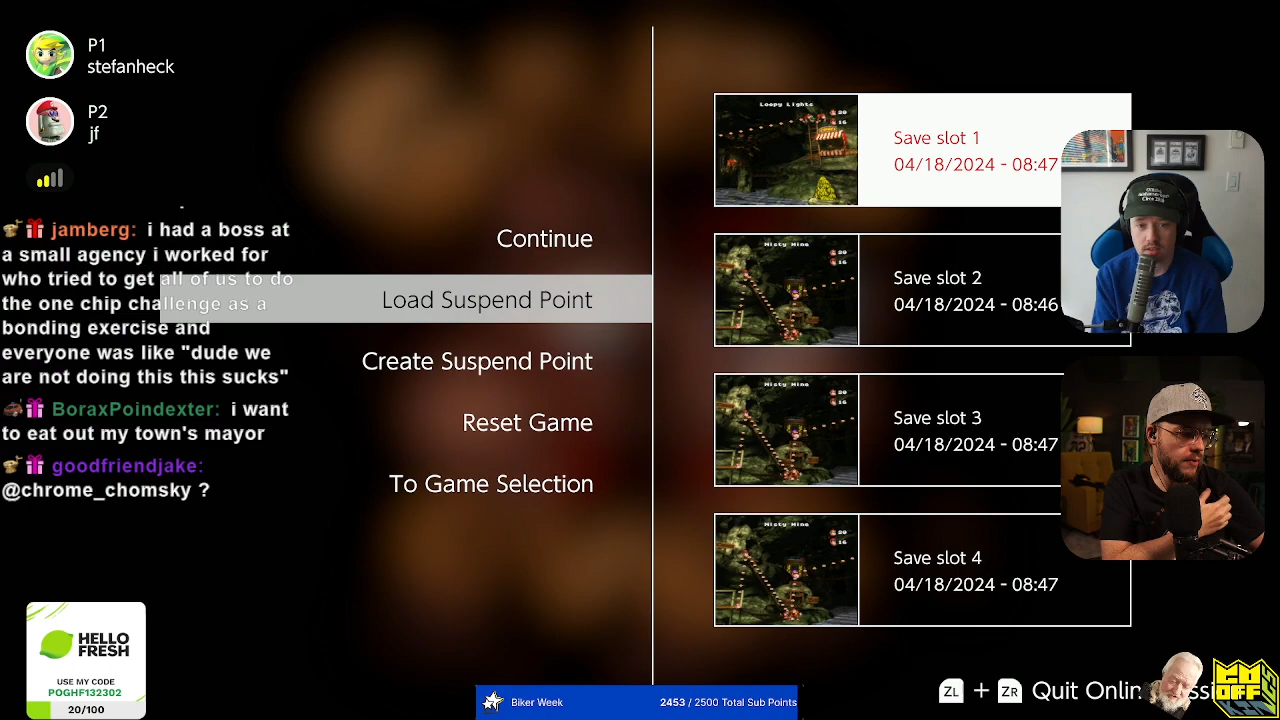 P1
stefanheck
P2
jf
jamberg: i had a boss at
a small agency i worked for
who tried to get all of us to do
the one chip challenge as a
bonding exercise and
everyone was like "dude we
are not doing this this sucks"
BoraxPoindexter: i want
to eat out my town's mayor
goodfriendjake:
@chrome_chomsky ?
HELLO
FRESH
USE MY CODE
POGHF132302
20/100
Continue
Load Suspend Point
Create Suspend Point
Reset Game
To Game Selection
Loopy Lights
Save slot 1
04/18/2024 - 08:47
Misty Mine
Save slot 2
04/18/2024 - 08:46
Misty Mine
Save slot 3
04/18/2024 - 08:47
Misty Mine
Save slot 4
04/18/2024 - 08:47
Biker Week
2453 / 2500 Total Sub Points
ZL + ZR Quit Onlin